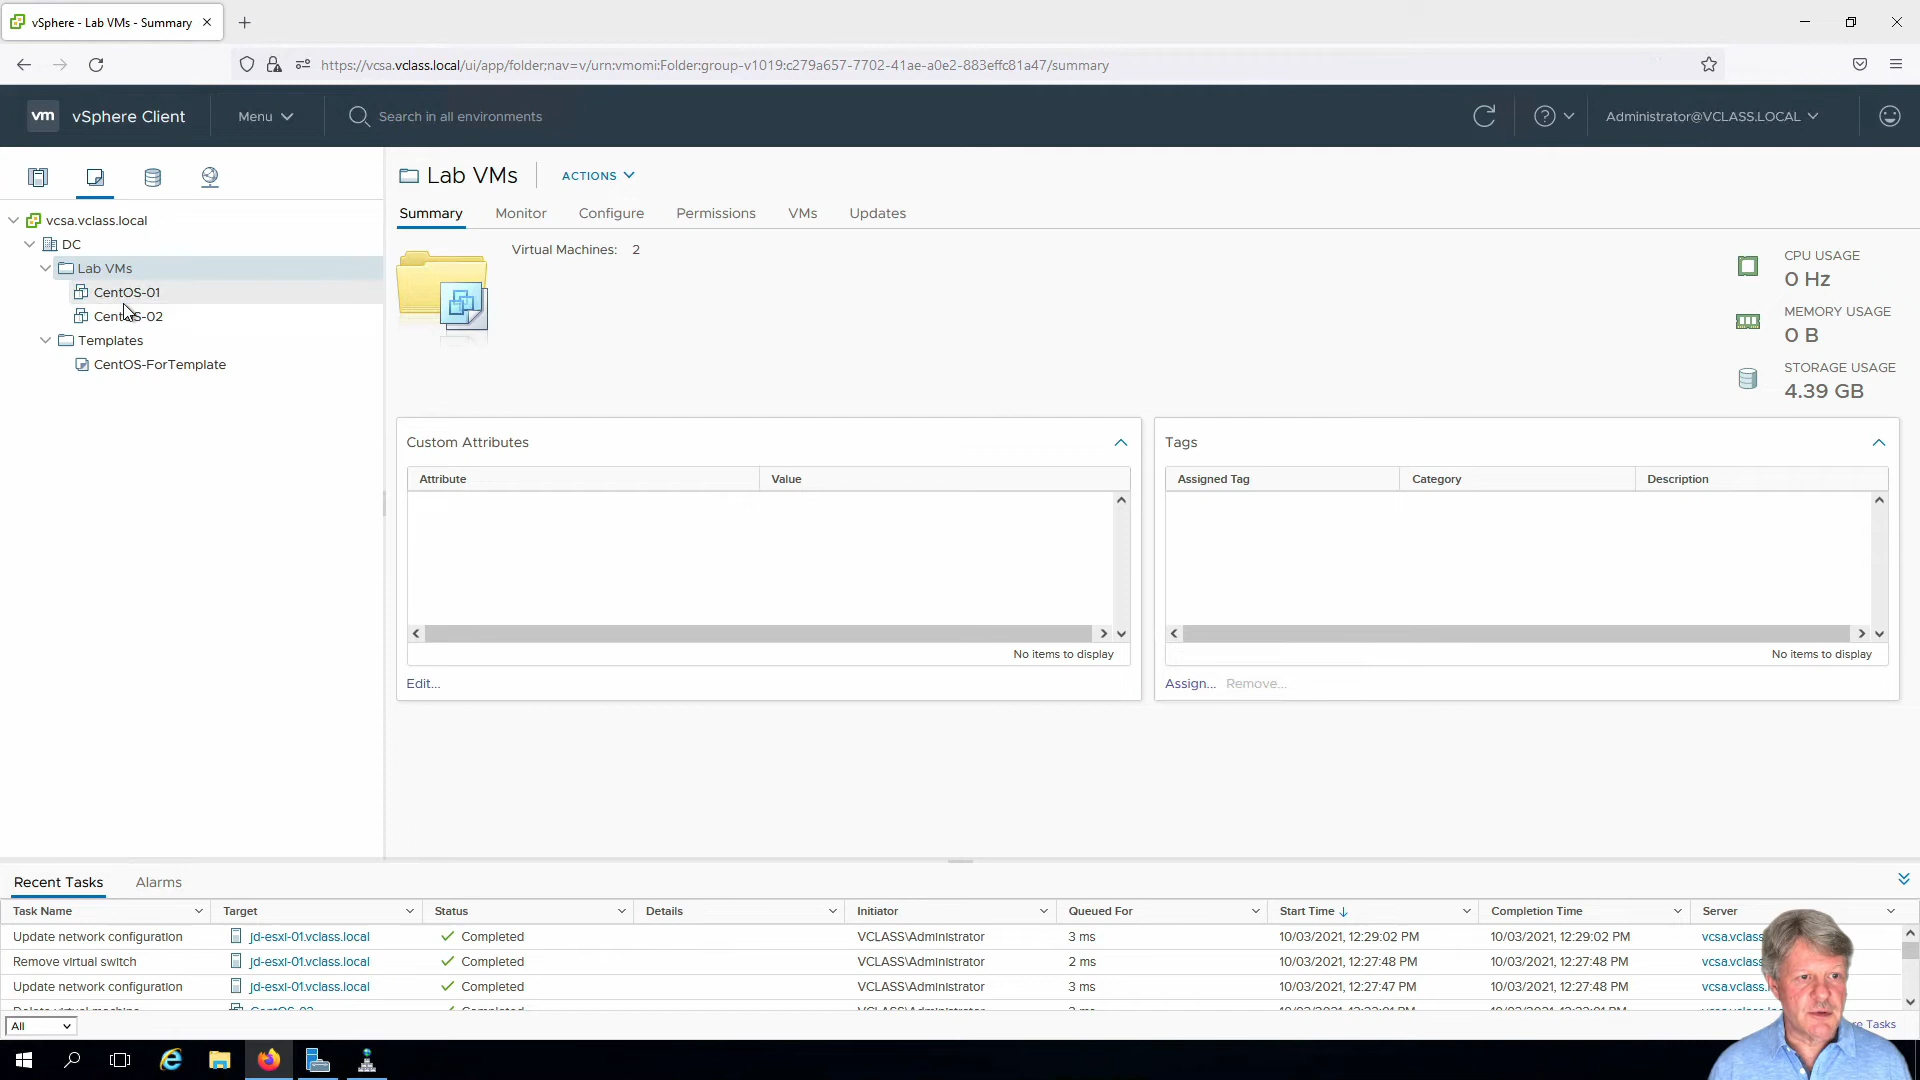 vSphere - Lab VMs - Summary
https://vcsa.vclass.local/ui/app/folder;nav=v/urn:vmomi:Folder:group-v1019:c279a657-7702-41ae-a0e2-883effc81a47/summary
vm vSphere Client Menu Search in all environments Administrator@VCLASS.LOCAL
vcsa.vclass.local
DC
Lab VMs
CentOS-01
CentOS-02
Templates
CentOS-ForTemplate
Lab VMs ACTIONS
Summary Monitor Configure Permissions VMs Updates
Virtual Machines: 2
CPU USAGE
0 Hz
MEMORY USAGE
0 B
STORAGE USAGE
4.39 GB
Custom Attributes
Attribute Value
No items to display
Edit...
Tags
Assigned Tag Category Description
No items to display
Assign... Remove...
Recent Tasks Alarms
Task Name Target Status Details Initiator Queued For Start Time Completion Time Server
Update network configuration jd-esxi-01.vclass.local Completed VCLASS\Administrator 3 ms 10/03/2021, 12:29:02 PM 10/03/2021, 12:29:02 PM vcsa.vclass
Remove virtual switch jd-esxi-01.vclass.local Completed VCLASS\Administrator 2 ms 10/03/2021, 12:27:48 PM 10/03/2021, 12:27:48 PM vcsa.vclass
Update network configuration jd-esxi-01.vclass.local Completed VCLASS\Administrator 3 ms 10/03/2021, 12:27:47 PM 10/03/2021, 12:27:48 PM vcsa.vclass.
All Tasks